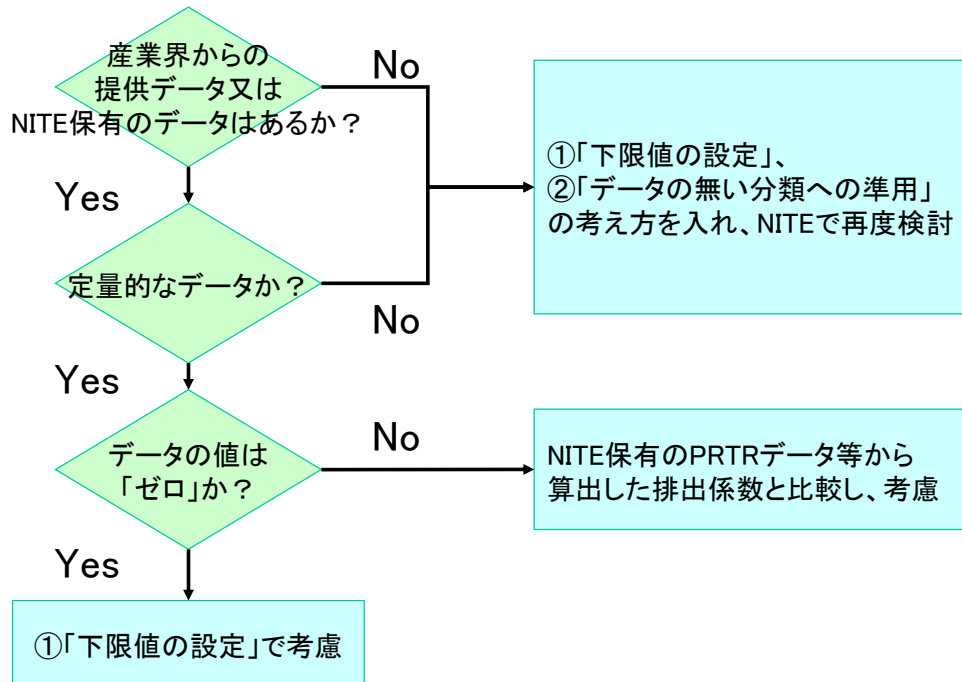 産業界からの
提供データ又は
NITE保有のデータはあるか？
No
①「下限値の設定」、
②「データの無い分類への準用」
の考え方を入れ、NITEで再度検討
Yes
定量的なデータか？
No
Yes
データの値は
「ゼロ」か？
No
NITE保有のPRTRデータ等から
算出した排出係数と比較し、考慮
Yes
①「下限値の設定」で考慮